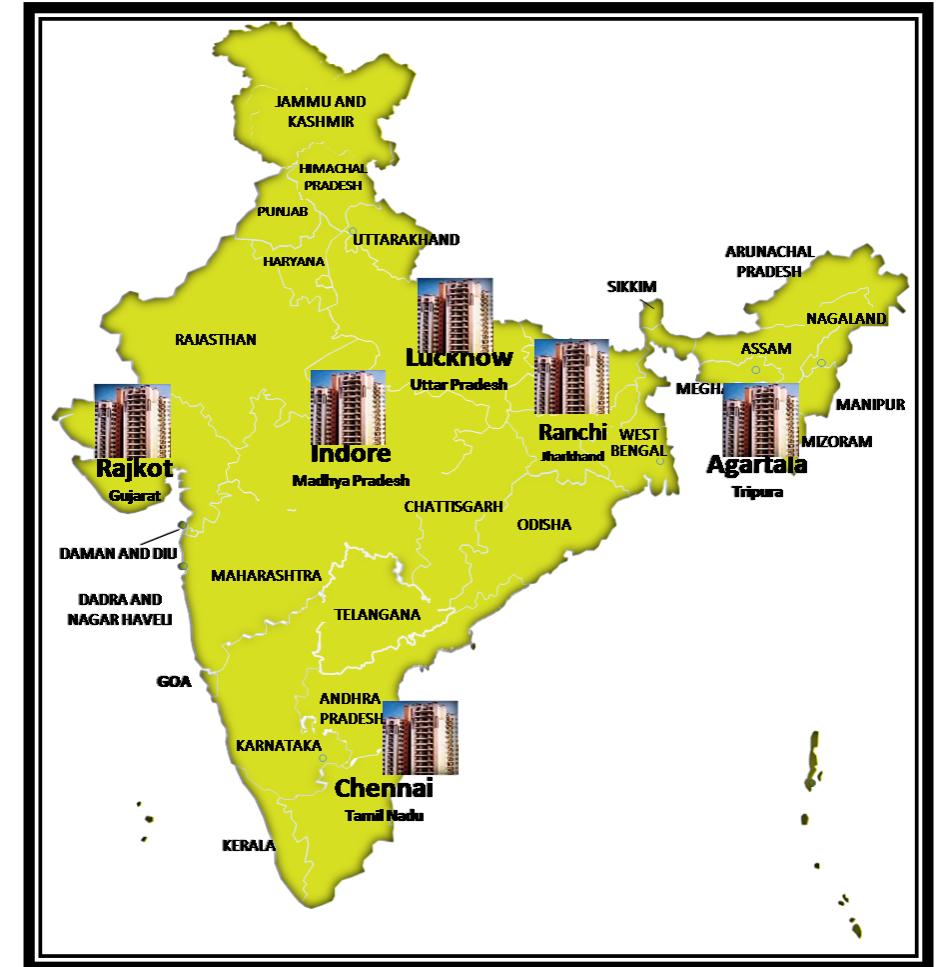 JAMMU AND
KASHMIR
HIMACHAL
PRADESH
PUNJAB
UTTARAKHAND
HARYANA
ARUNACHAL
PRADESH
SIKKIM
NAGALAND
RAJASTHAN
ASSAM
Lucknow
Uttar Pradesh
MEGHA
MANIPUR
Ranchi
Jharkhand
WEST
BENGAL
MIZORAM
Indore
Madhya Pradesh
Rajkot
Gujarat
Agartala
Tripura
CHATTISGARH
ODISHA
DAMAN AND DIU
MAHARASHTRA
DADRA AND
NAGAR HAVELI
TELANGANA
GOA
ANDHRA
PRADESH
KARNATAKA
Chennai
Tamil Nadu
KERALA